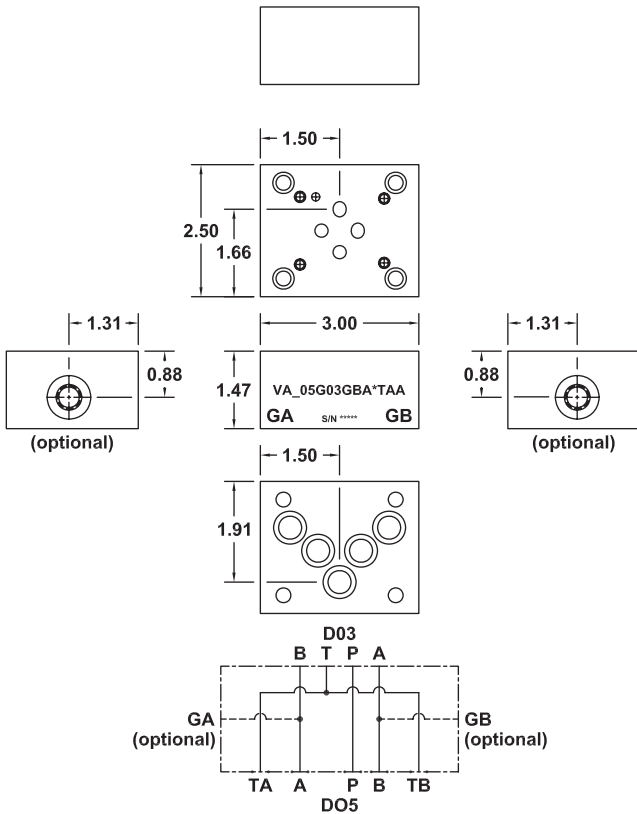 1.50
2.50
1.66
1.31
3.00
1.31
0.88
1.47
VA_05G03GBA*TAA
GA S/N ***** GB
0.88
(optional)
(optional)
1.50
1.91
D03
B T P A
GA
(optional)
GB
(optional)
TA A P B TB
DO5